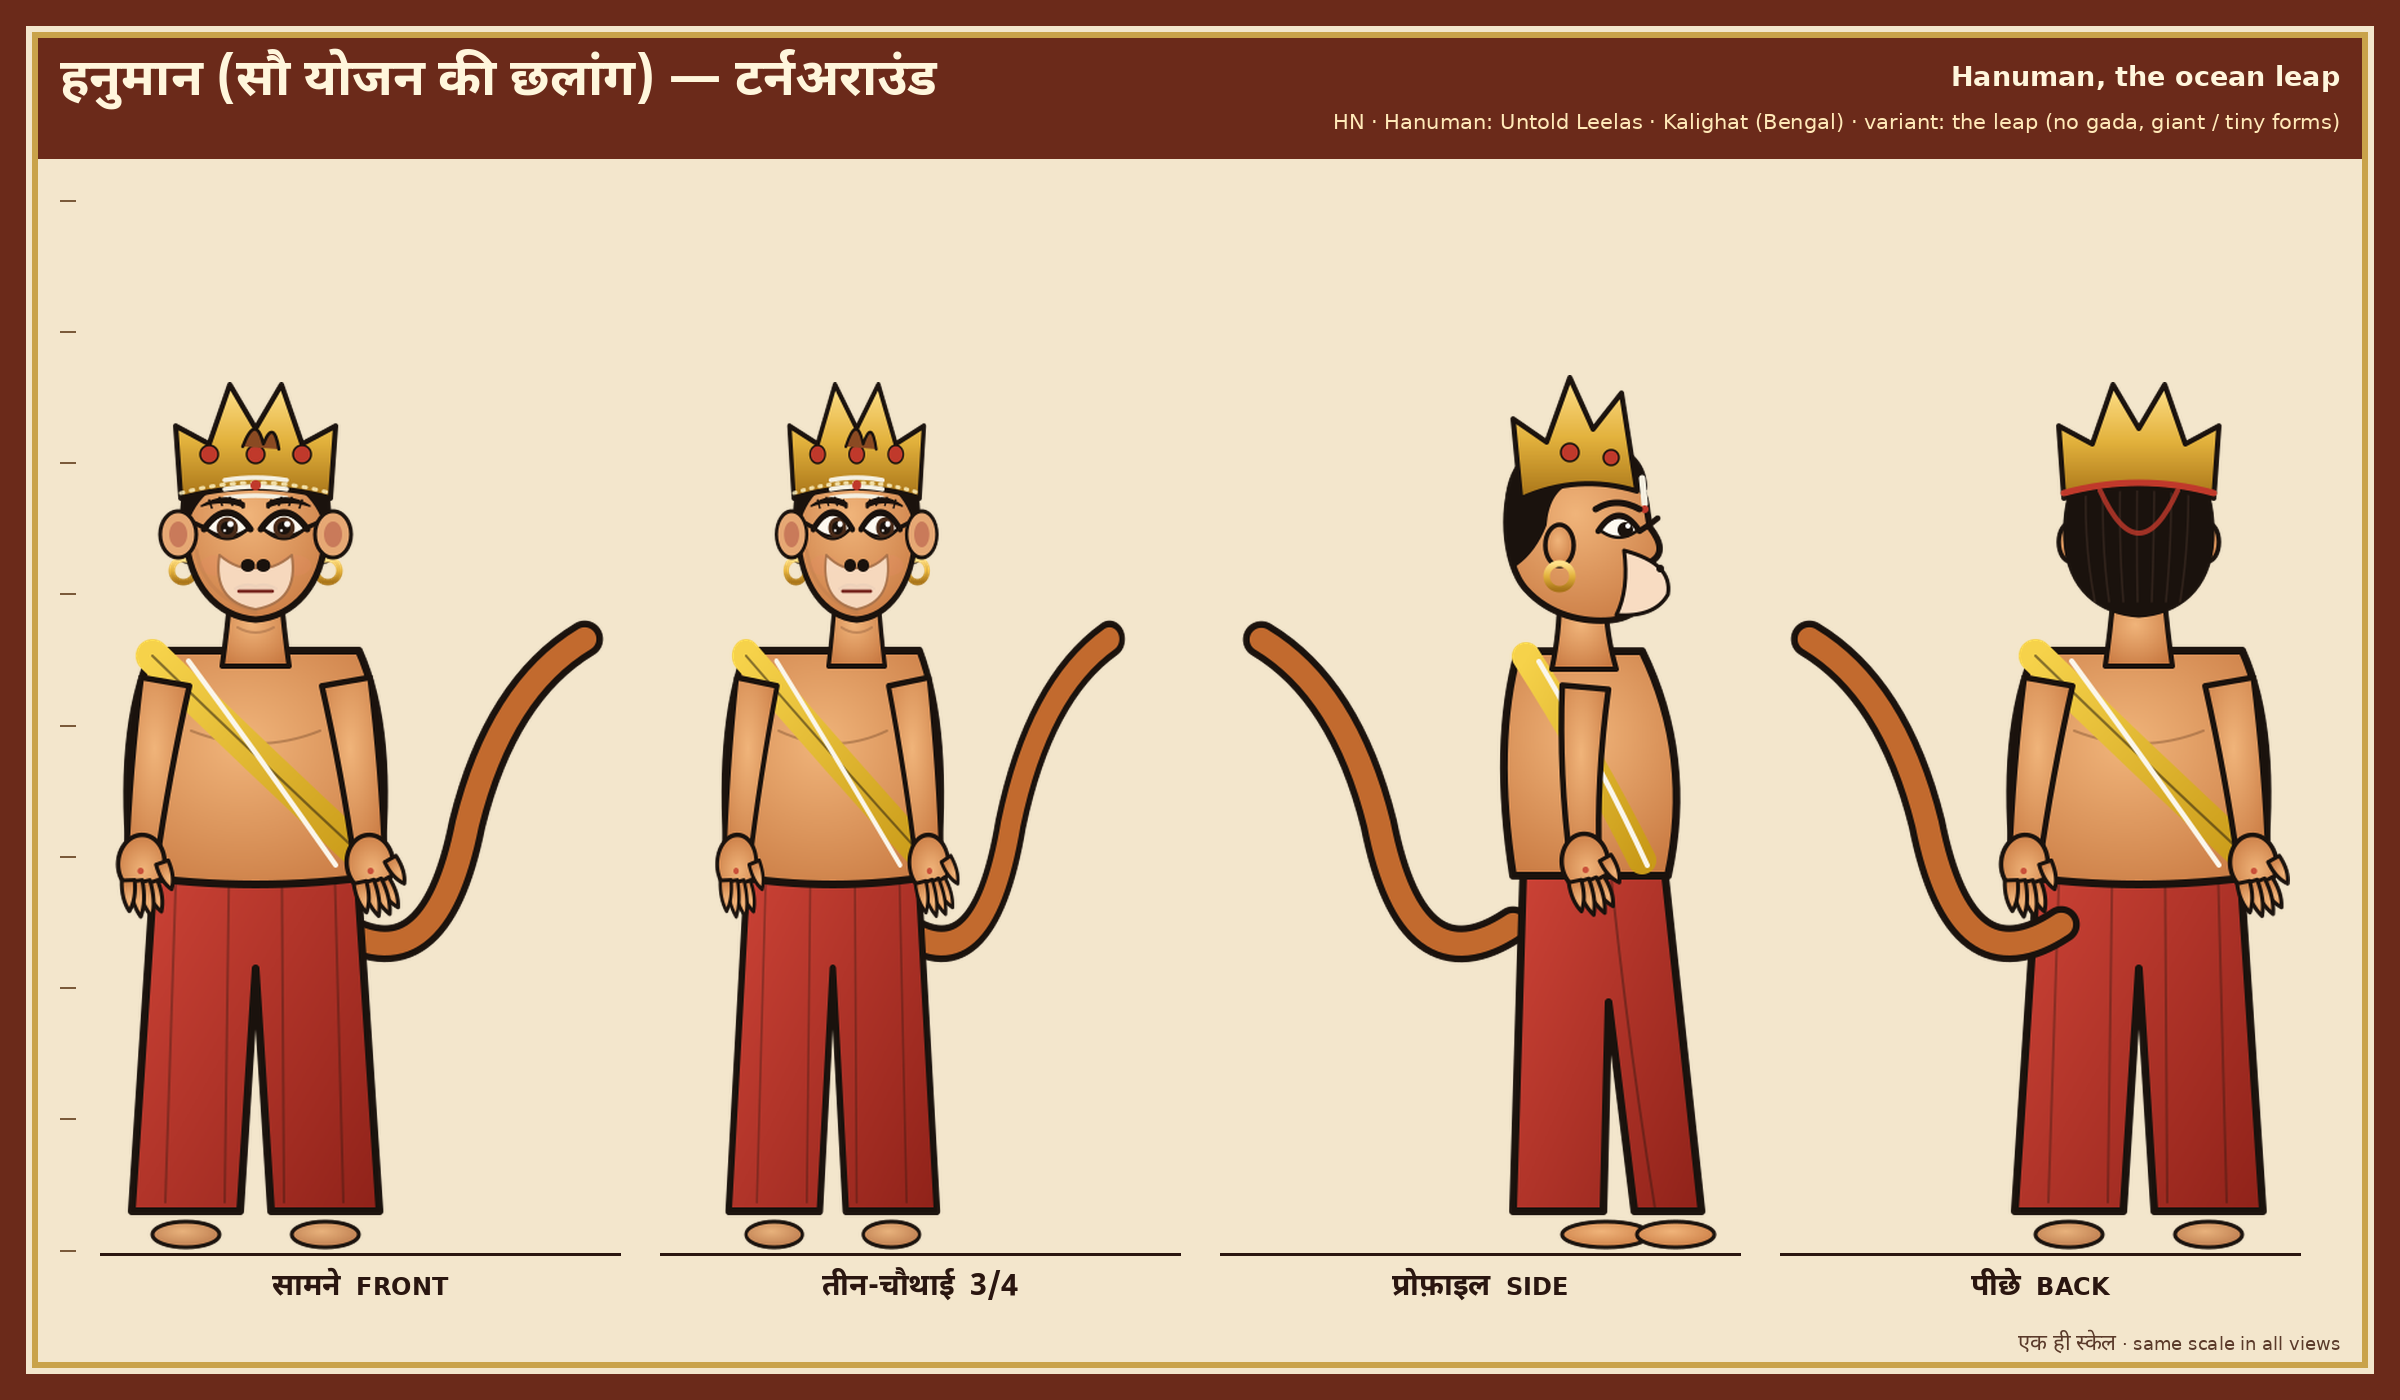 हनुमान (सौ योजन की छलांग) — टर्नअराउंड
Hanuman, the ocean leap
HN · Hanuman: Untold Leelas · Kalighat (Bengal) · variant: the leap (no gada, giant / tiny forms)
सामने FRONT
तीन-चौथाई 3/4
प्रोफ़ाइल SIDE
पीछे BACK
एक ही स्केल · same scale in all views